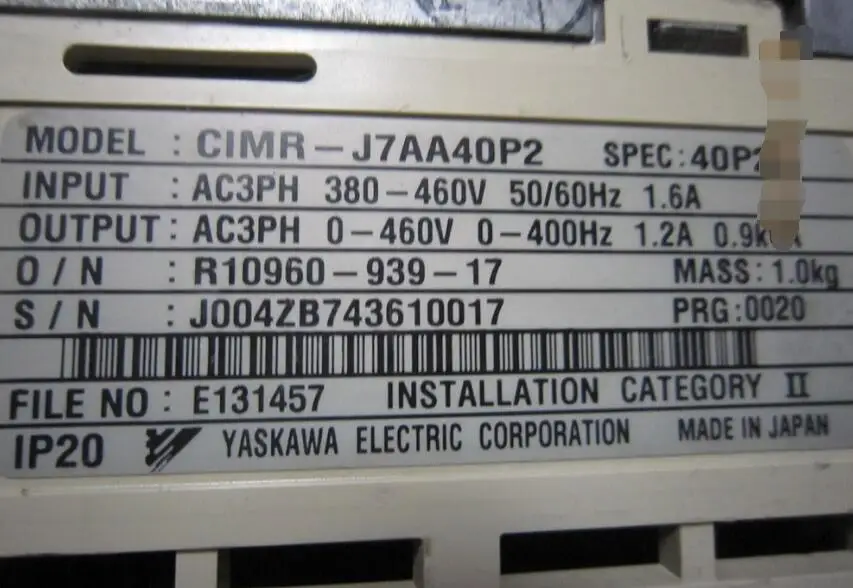 MODEL : CIMR-J7AA40P2 SPEC: 40P2
INPUT : AC3PH 380-460V 50/60Hz 1.6A
OUTPUT : AC3PH 0-460V 0-400Hz 1.2A
O/N : R10960-939-17 MASS: 1.0kg
S/N : J004ZB743610017 PRG:0020
FILE NO : E131457 INSTALLATION CATEGORY II
IP20 YASKAWA ELECTRIC CORPORATION MADE IN JAPAN